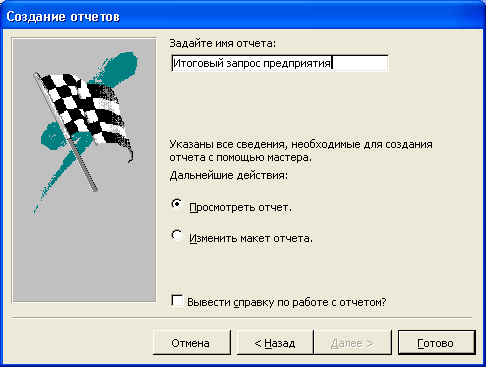 Создание отчетов
Задайте имя отчета:
Итоговый запрос предприятия
Указаны все сведения, необходимые для создания
отчета с помощью мастера.
Дальнейшие действия:
Просмотреть отчет.
Изменить макет отчета.
Вывести справку по работе с отчетом?
Отмена
< Назад
Далее >
Готово